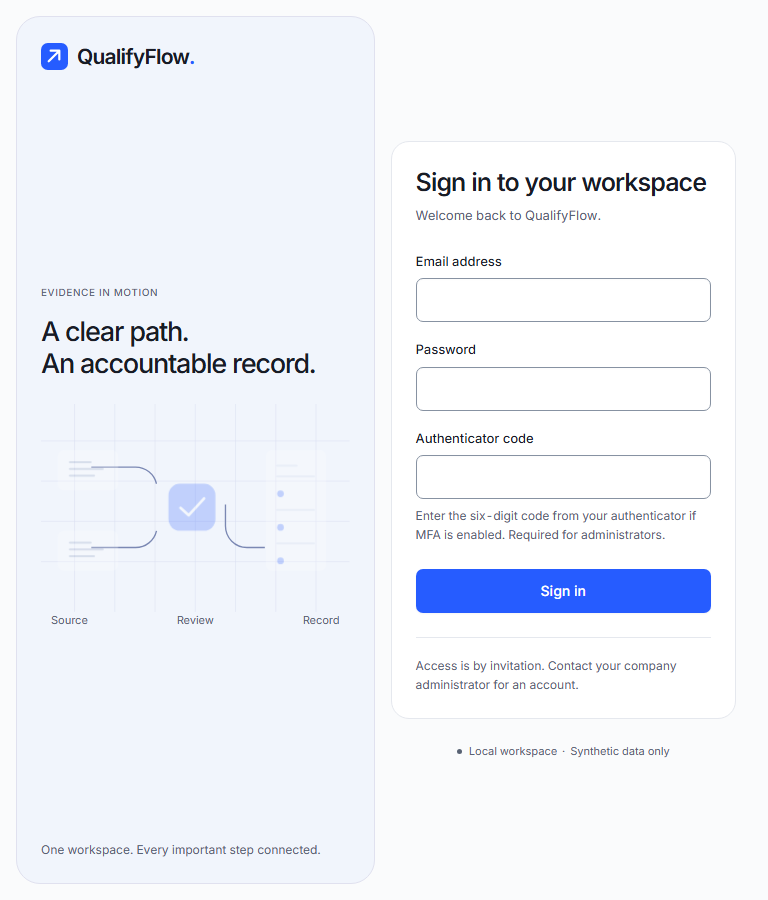 QualifyFlow.
EVIDENCE IN MOTION
A clear path.
An accountable record.
Source
Review
Record
One workspace. Every important step connected.
Sign in to your workspace
Welcome back to QualifyFlow.
Email address
Password
Authenticator code
Enter the six-digit code from your authenticator if
MFA is enabled. Required for administrators.
Sign in
Access is by invitation. Contact your company
administrator for an account.
Local workspace · Synthetic data only